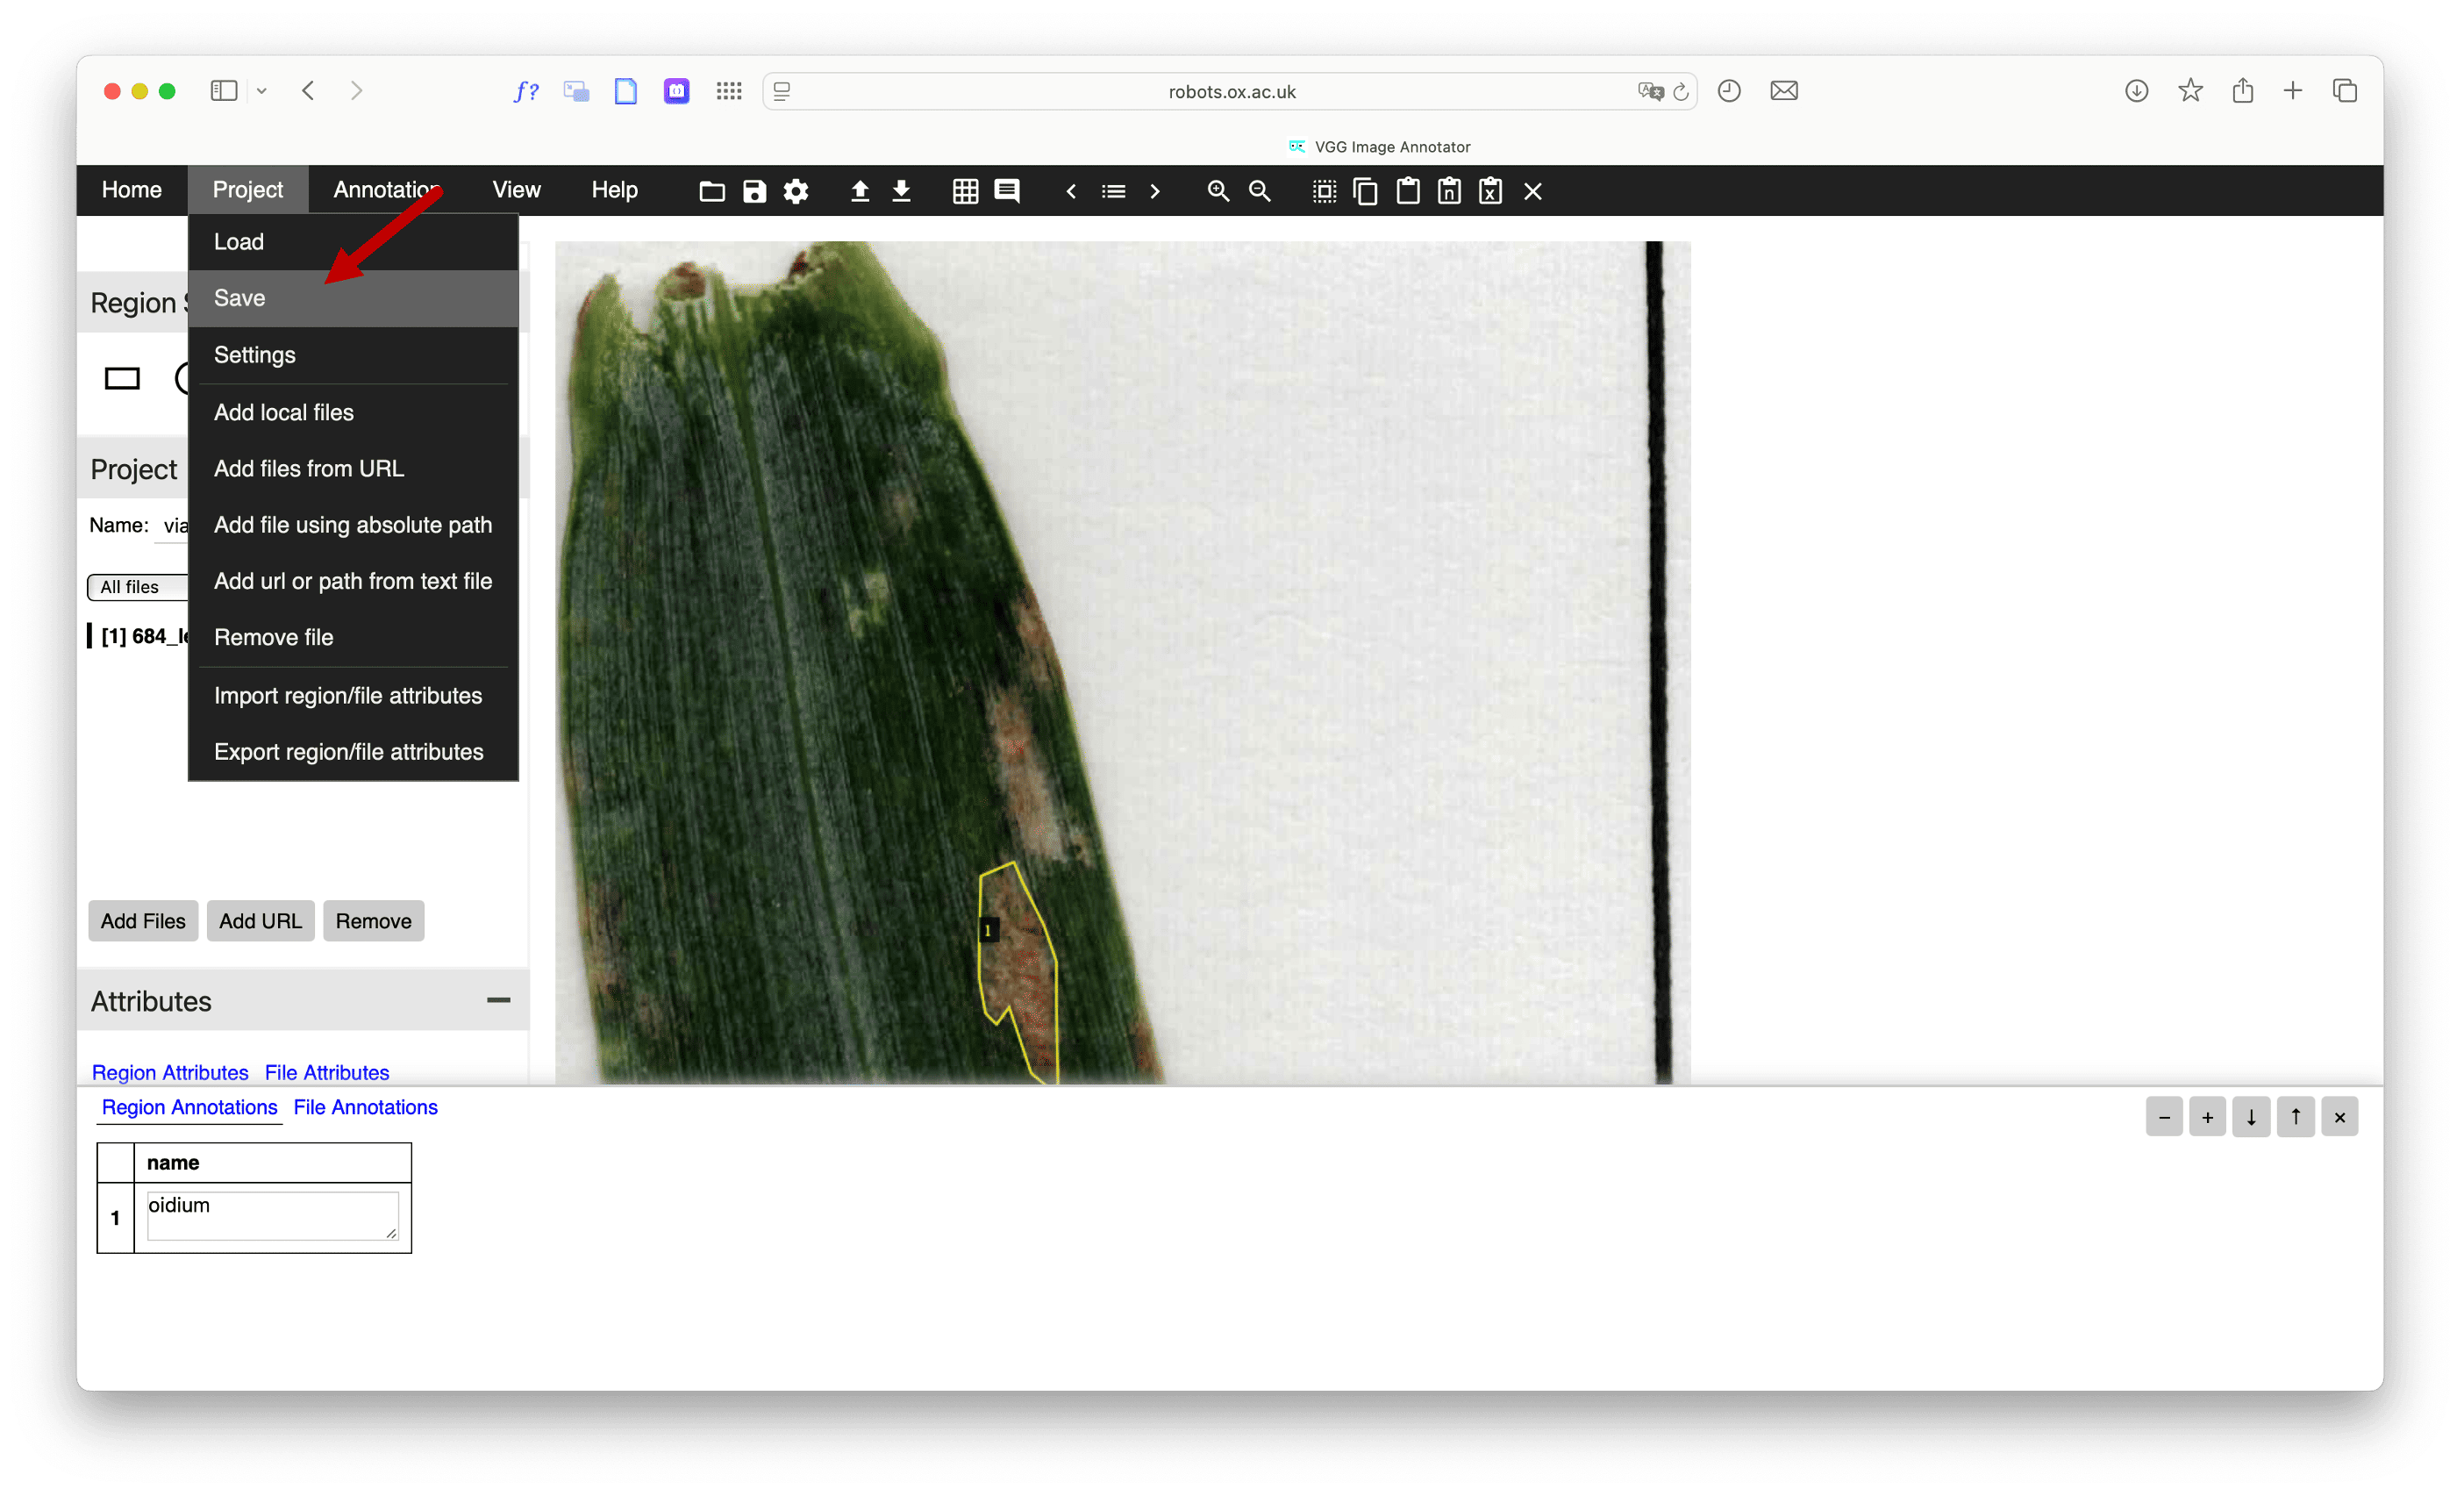 robots.ox.ac.uk
VGG Image Annotator
Home Project Annotation View Help
Load
Save
Settings
Add local files
Add files from URL
Add file using absolute path
Add url or path from text file
Remove file
Import region/file attributes
Export region/file attributes
Region S
Project
Name: via
All files
[1] 684_le
Add Files Add URL Remove
Attributes
Region Attributes File Attributes
1
Region Annotations File Annotations
name
1 oidium